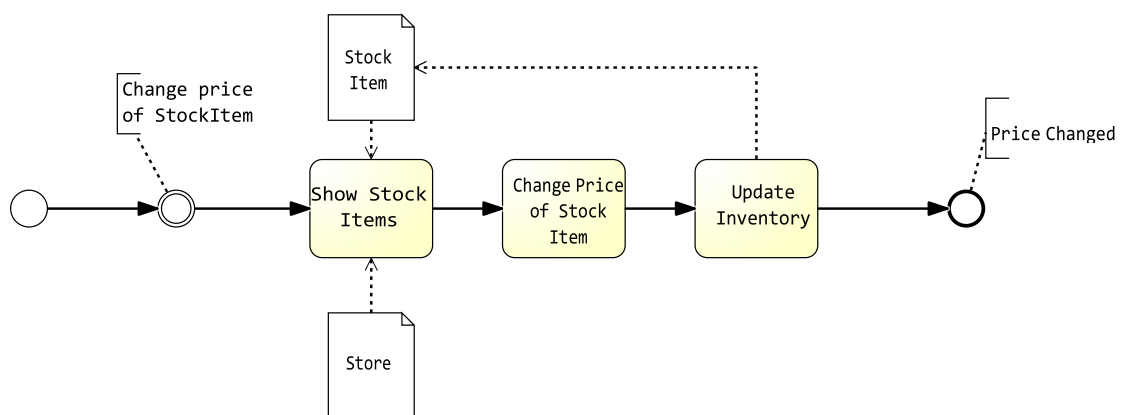 Stock
Item
Change price
of StockItem
Price Changed
Show Stock
Items
Change Price
of Stock
Item
Update
Inventory
Store